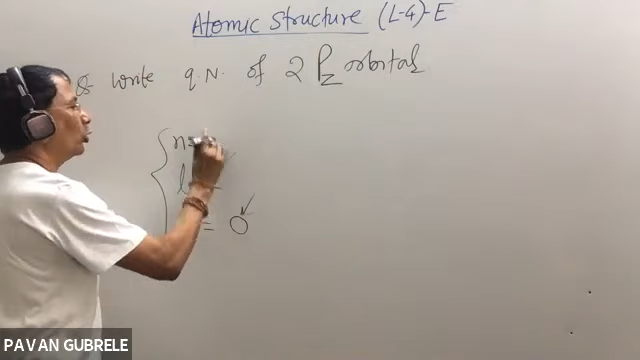 Atomic Structure (L-4)-E
Q write q.N. of 2 Pz orbital
n=
l
= 0
PAVAN GUBRELE